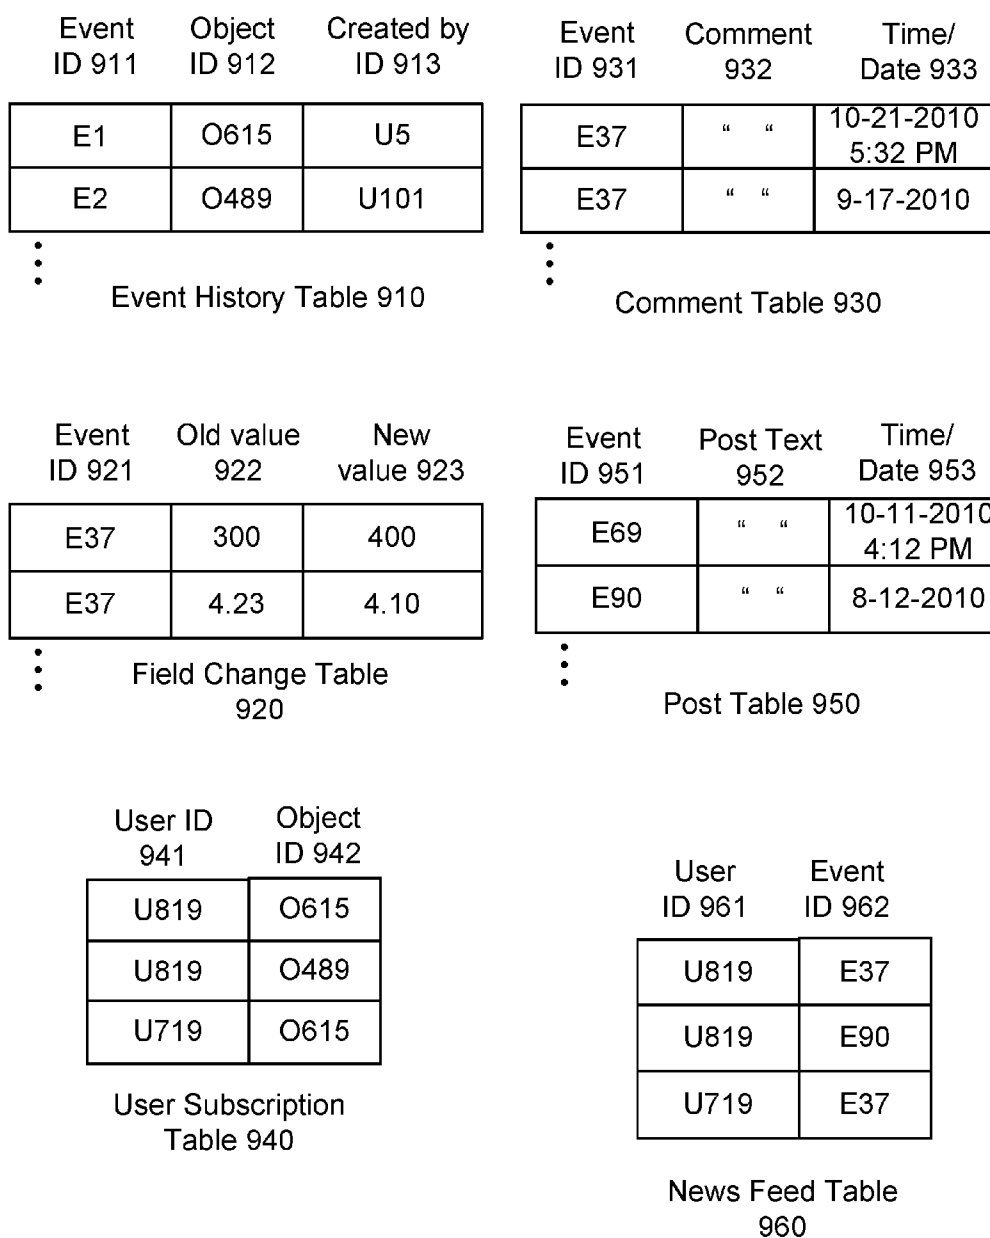 Event Object Created by
ID 911 ID 912 ID 913
E1 O615 U5
E2 O489 U101
Event History Table 910
Event Comment Time/
ID 931 932 Date 933
E37 “ “ 10-21-2010
5:32 PM
E37 “ “ 9-17-2010
Comment Table 930
Event Old value New
ID 921 922 value 923
E37 300 400
E37 4.23 4.10
Field Change Table
920
Event Post Text Time/
ID 951 952 Date 953
E69 “ “ 10-11-2010
4:12 PM
E90 “ “ 8-12-2010
Post Table 950
User ID Object
941 ID 942
U819 O615
U819 O489
U719 O615
User Subscription
Table 940
User Event
ID 961 ID 962
U819 E37
U819 E90
U719 E37
News Feed Table
960